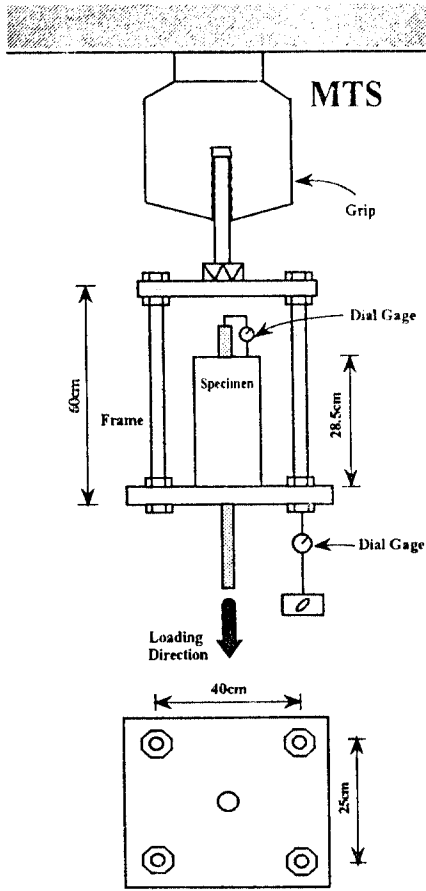 MTS
Grip
Dial Gage
Specimen
60cm
28.5cm
Frame
Dial Gage
Loading
Direction
40cm
25cm